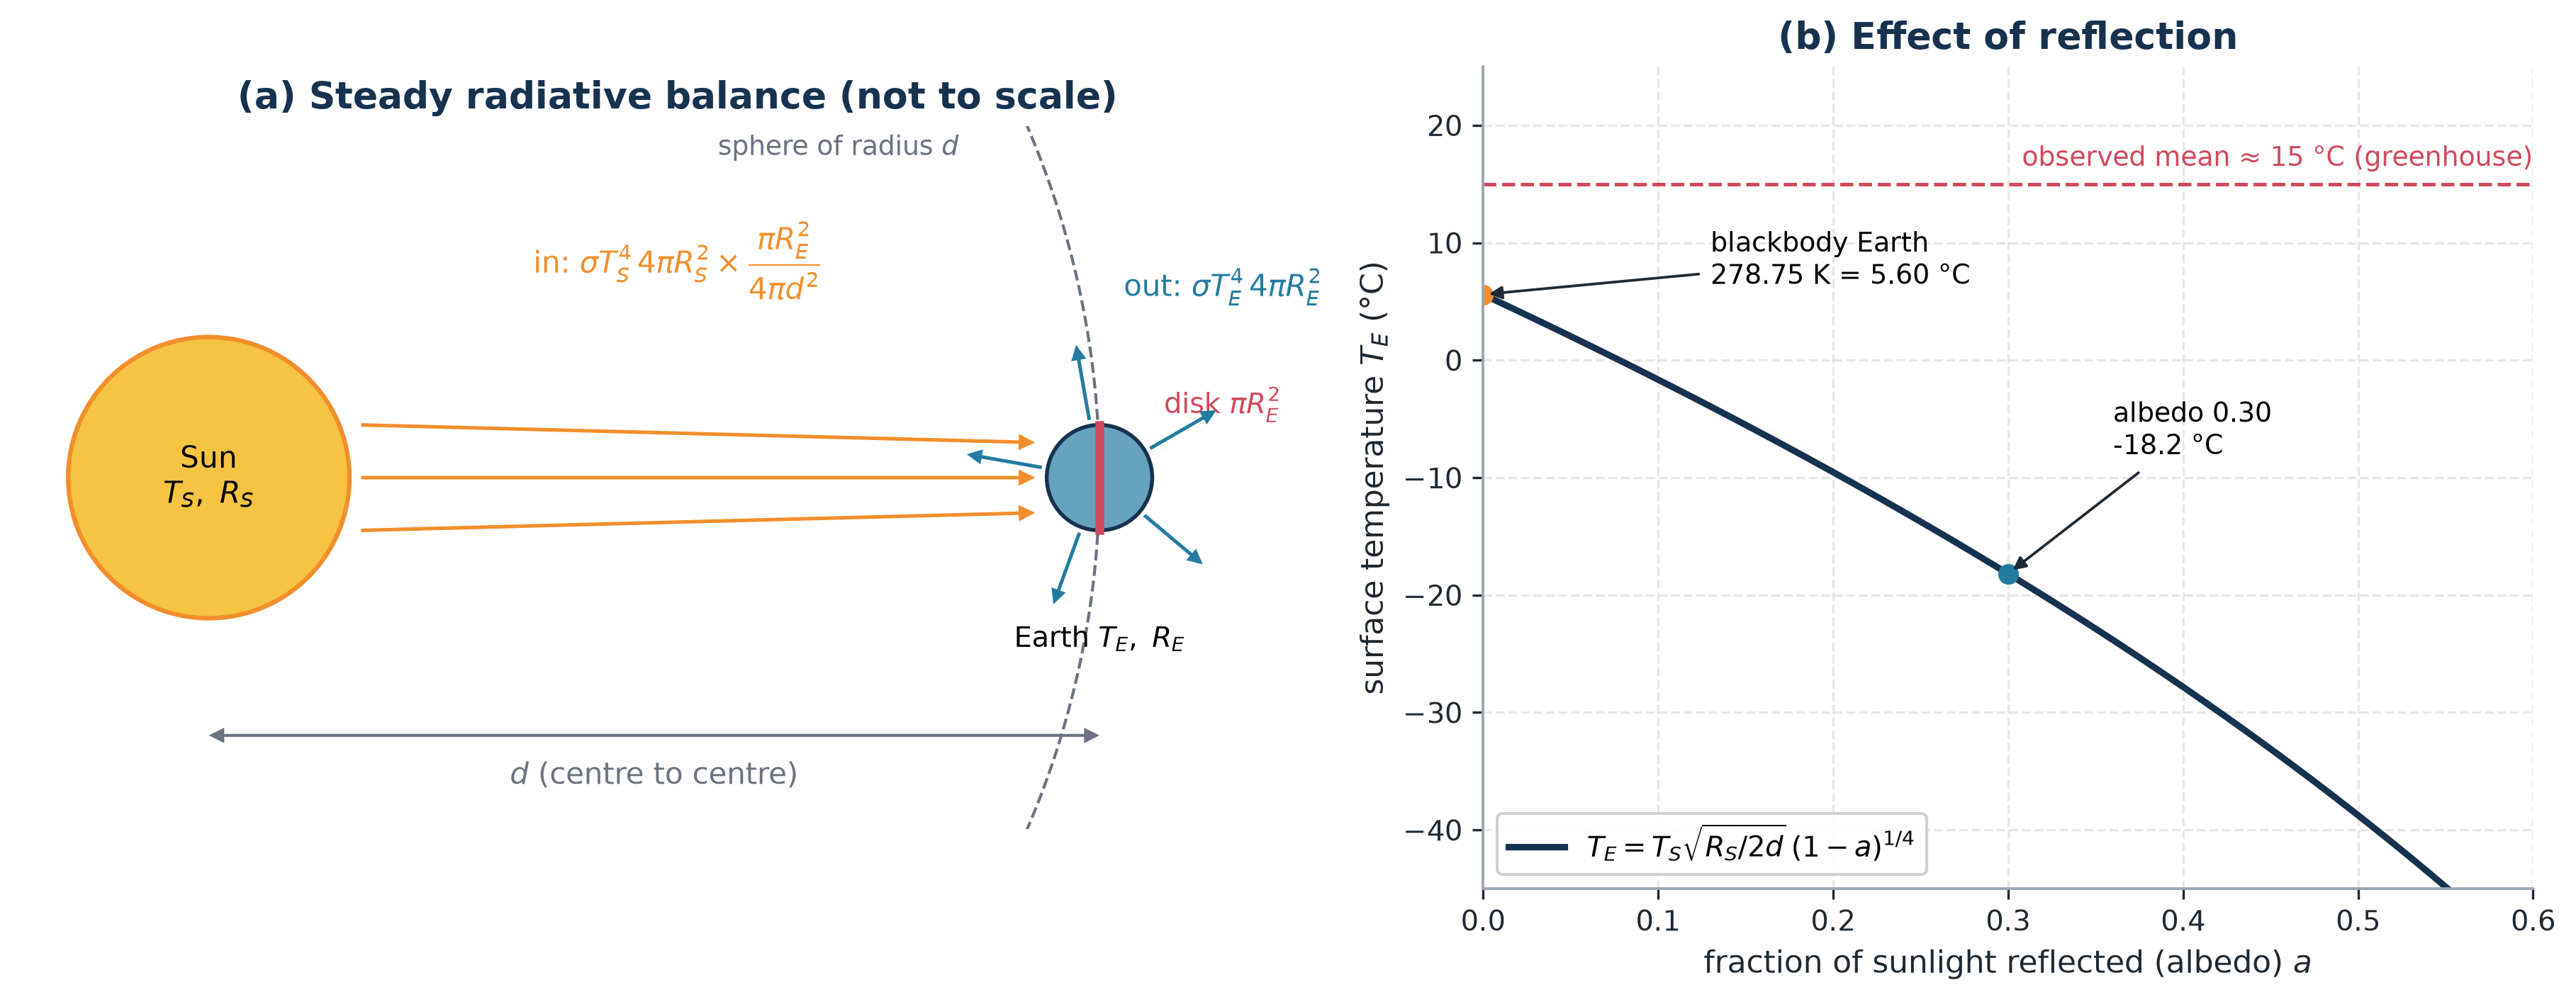 (a) Steady radiative balance (not to scale)
sphere of radius d
in: σT_S^4 4πR_S^2 × πR_E^2 / 4πd^2
out: σT_E^4 4πR_E^2
disk πR_E^2
Sun
T_S, R_S
Earth T_E, R_E
d (centre to centre)
(b) Effect of reflection
surface temperature T_E (°C)
20
10
0
−10
−20
−30
−40
observed mean ≈ 15 °C (greenhouse)
blackbody Earth
278.75 K = 5.60 °C
albedo 0.30
-18.2 °C
T_E = T_S √(R_S/2d) (1 − a)^{1/4}
0.0 0.1 0.2 0.3 0.4 0.5 0.6
fraction of sunlight reflected (albedo) a